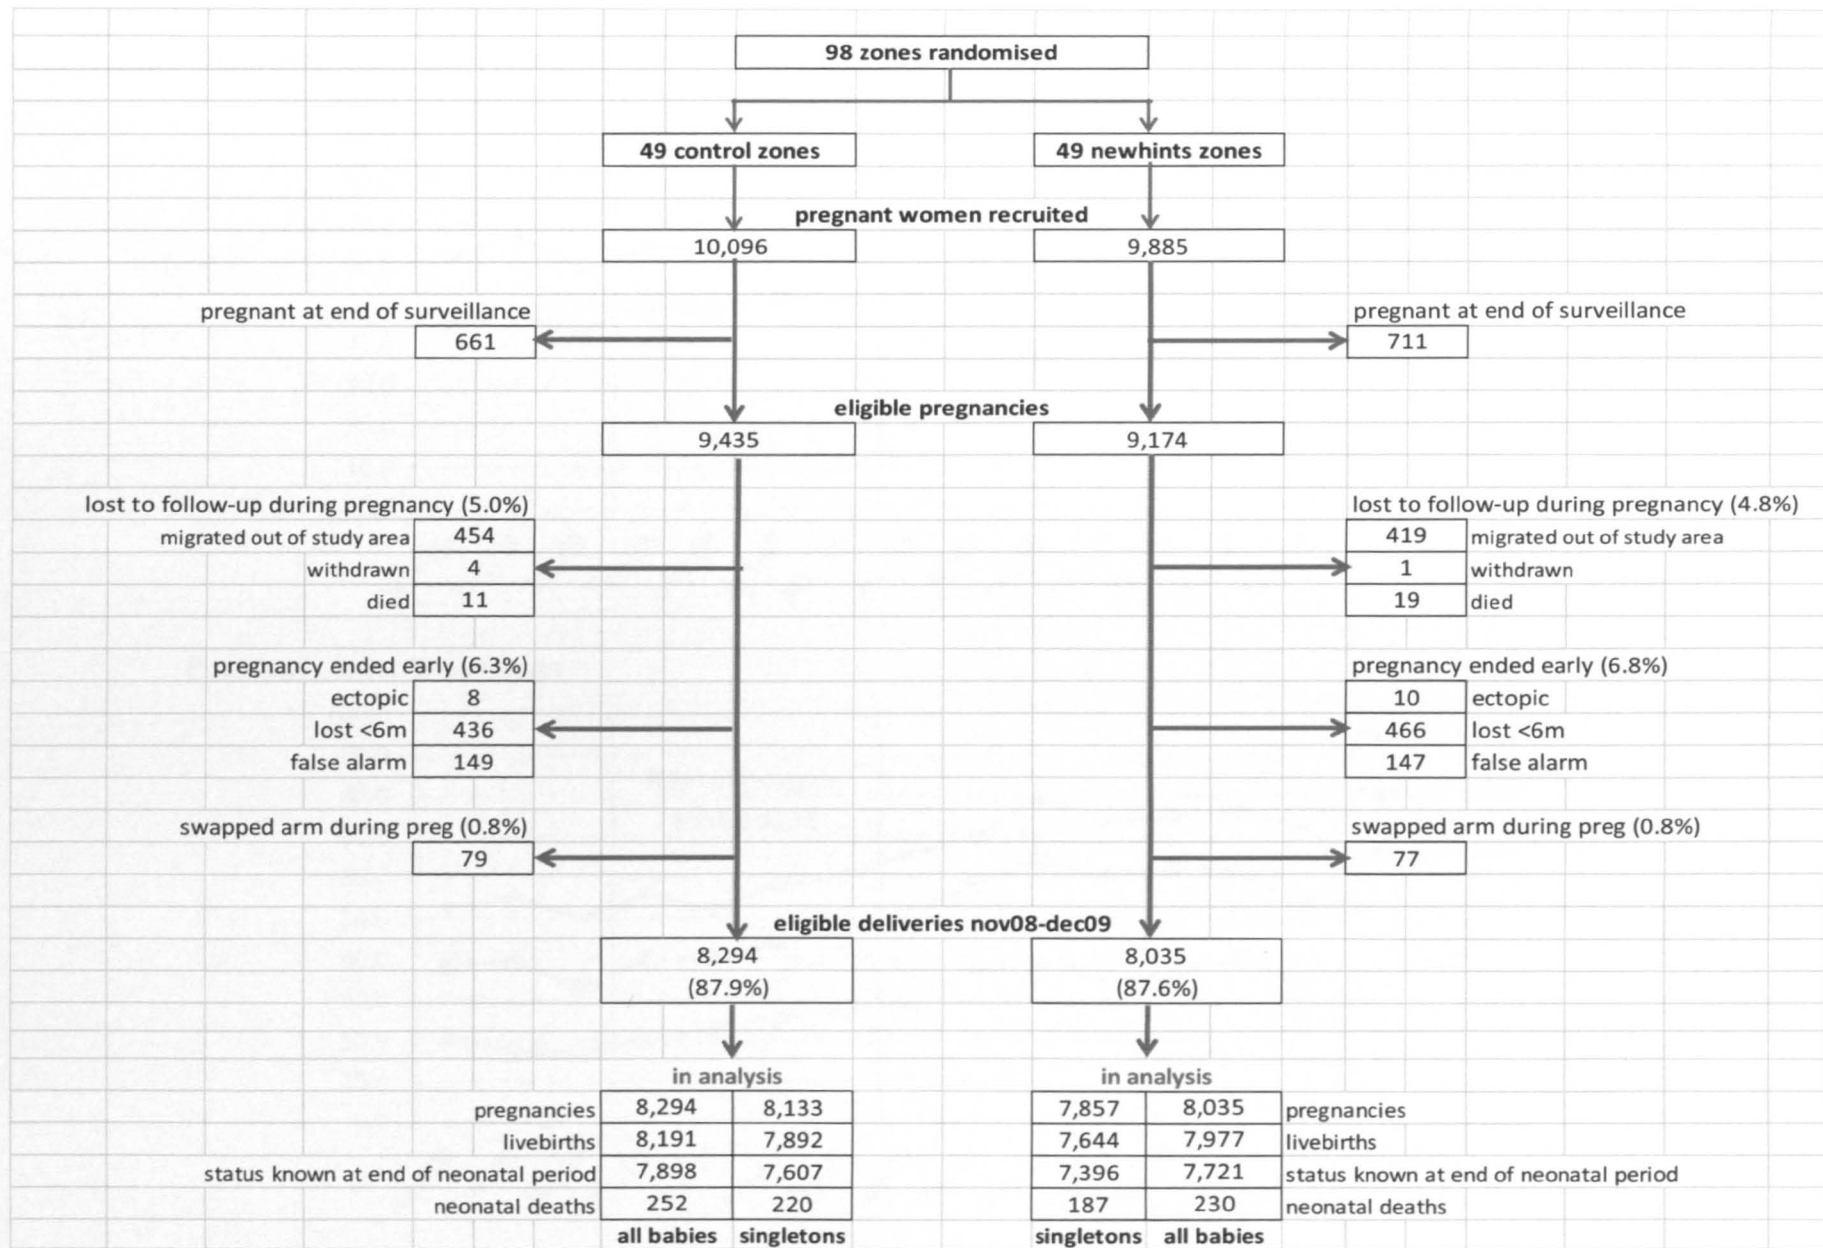 98 zones randomised
49 control zones 49 newhints zones
pregnant women recruited
10,096 9,885
pregnant at end of surveillance pregnant at end of surveillance
661 711
eligible pregnancies
9,435 9,174
lost to follow-up during pregnancy (5.0%) lost to follow-up during pregnancy (4.8%)
migrated out of study area 454 419 migrated out of study area
withdrawn 4 1 withdrawn
died 11 19 died
pregnancy ended early (6.3%) pregnancy ended early (6.8%)
ectopic 8 10 ectopic
lost <6m 436 466 lost <6m
false alarm 149 147 false alarm
swapped arm during preg (0.8%) swapped arm during preg (0.8%)
79 77
eligible deliveries nov08-dec09
8,294 8,035
(87.9%) (87.6%)
in analysis in analysis
pregnancies 8,294 8,133 7,857 8,035 pregnancies
livebirths 8,191 7,892 7,644 7,977 livebirths
status known at end of neonatal period 7,898 7,607 7,396 7,721 status known at end of neonatal period
neonatal deaths 252 220 187 230 neonatal deaths
all babies singletons singletons all babies